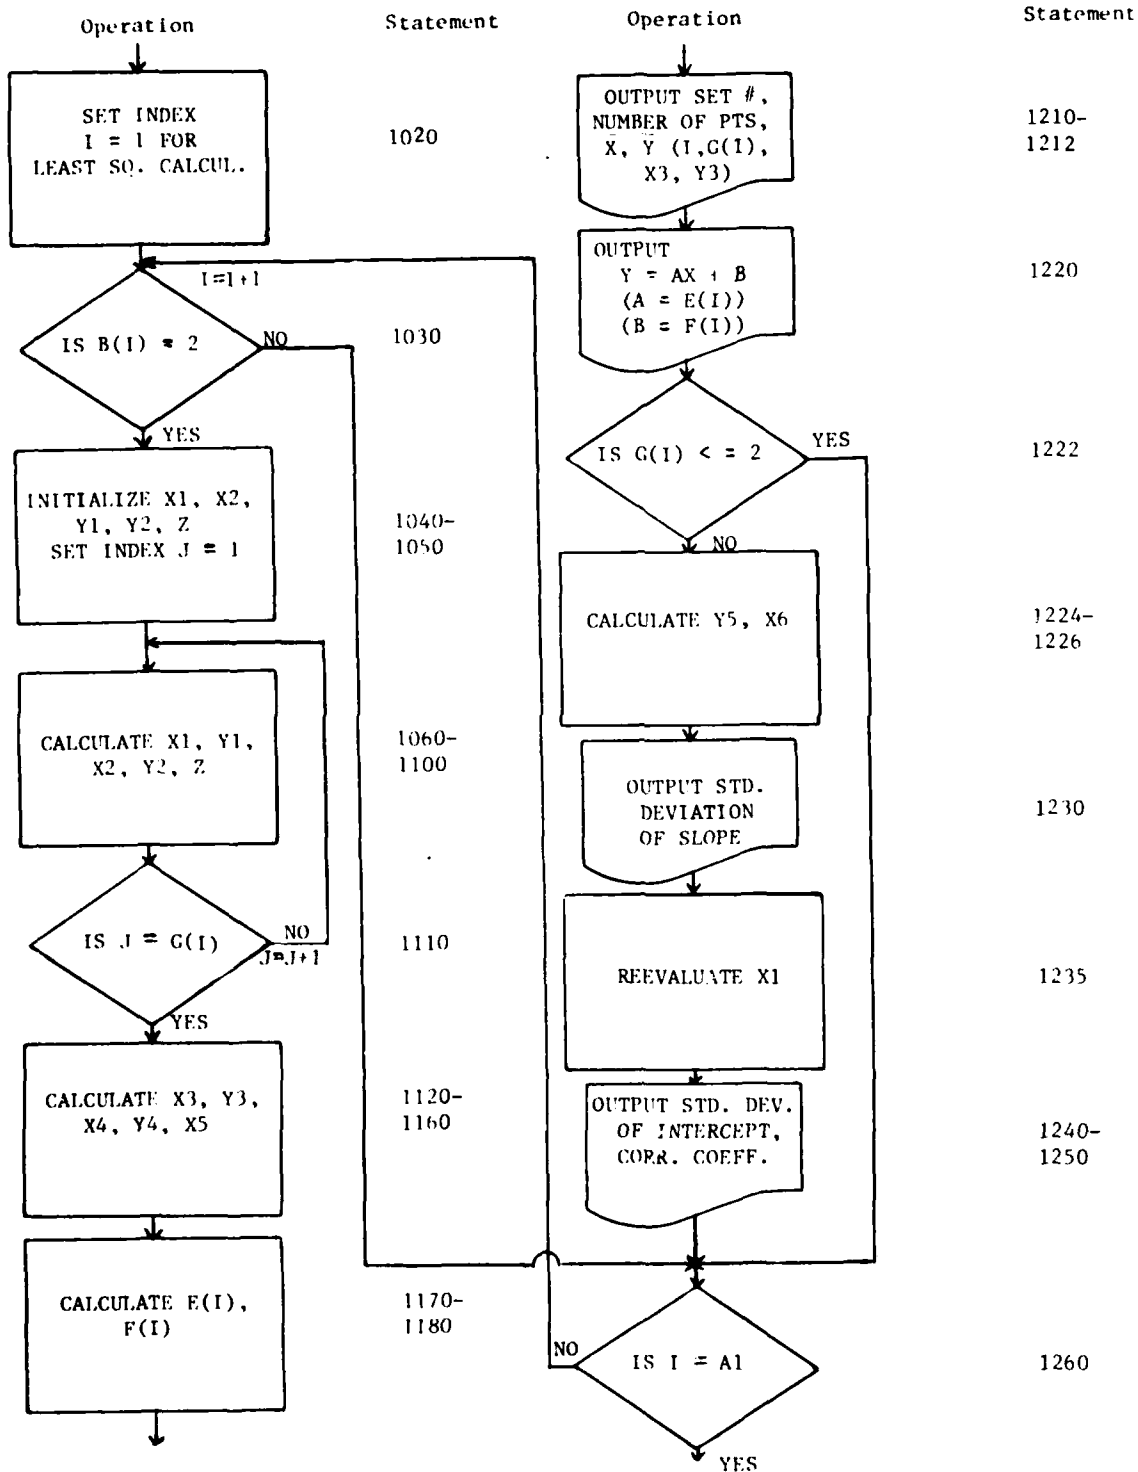 Operation
Statement
SET INDEX
I = 1 FOR
LEAST SQ. CALCUL.
1020
I=I+1
IS B(I) = 2
NO
1030
YES
INITIALIZE X1, X2,
Y1, Y2, Z
SET INDEX J = 1
1040-
1050
CALCULATE X1, Y1,
X2, Y2, Z
1060-
1100
IS J = G(I)
NO
J=J+1
1110
YES
CALCULATE X3, Y3,
X4, Y4, X5
1120-
1160
CALCULATE E(I),
F(I)
1170-
1180
Operation
Statement
OUTPUT SET #,
NUMBER OF PTS,
X, Y (I,G(I),
X3, Y3)
1210-
1212
OUTPUT
Y = AX + B
(A = E(I))
(B = F(I))
1220
IS G(I) < = 2
YES
1222
NO
CALCULATE Y5, X6
1224-
1226
OUTPUT STD.
DEVIATION
OF SLOPE
1230
REEVALUATE X1
1235
OUTPUT STD. DEV.
OF INTERCEPT,
CORR. COEFF.
1240-
1250
NO
IS I = A1
1260
YES